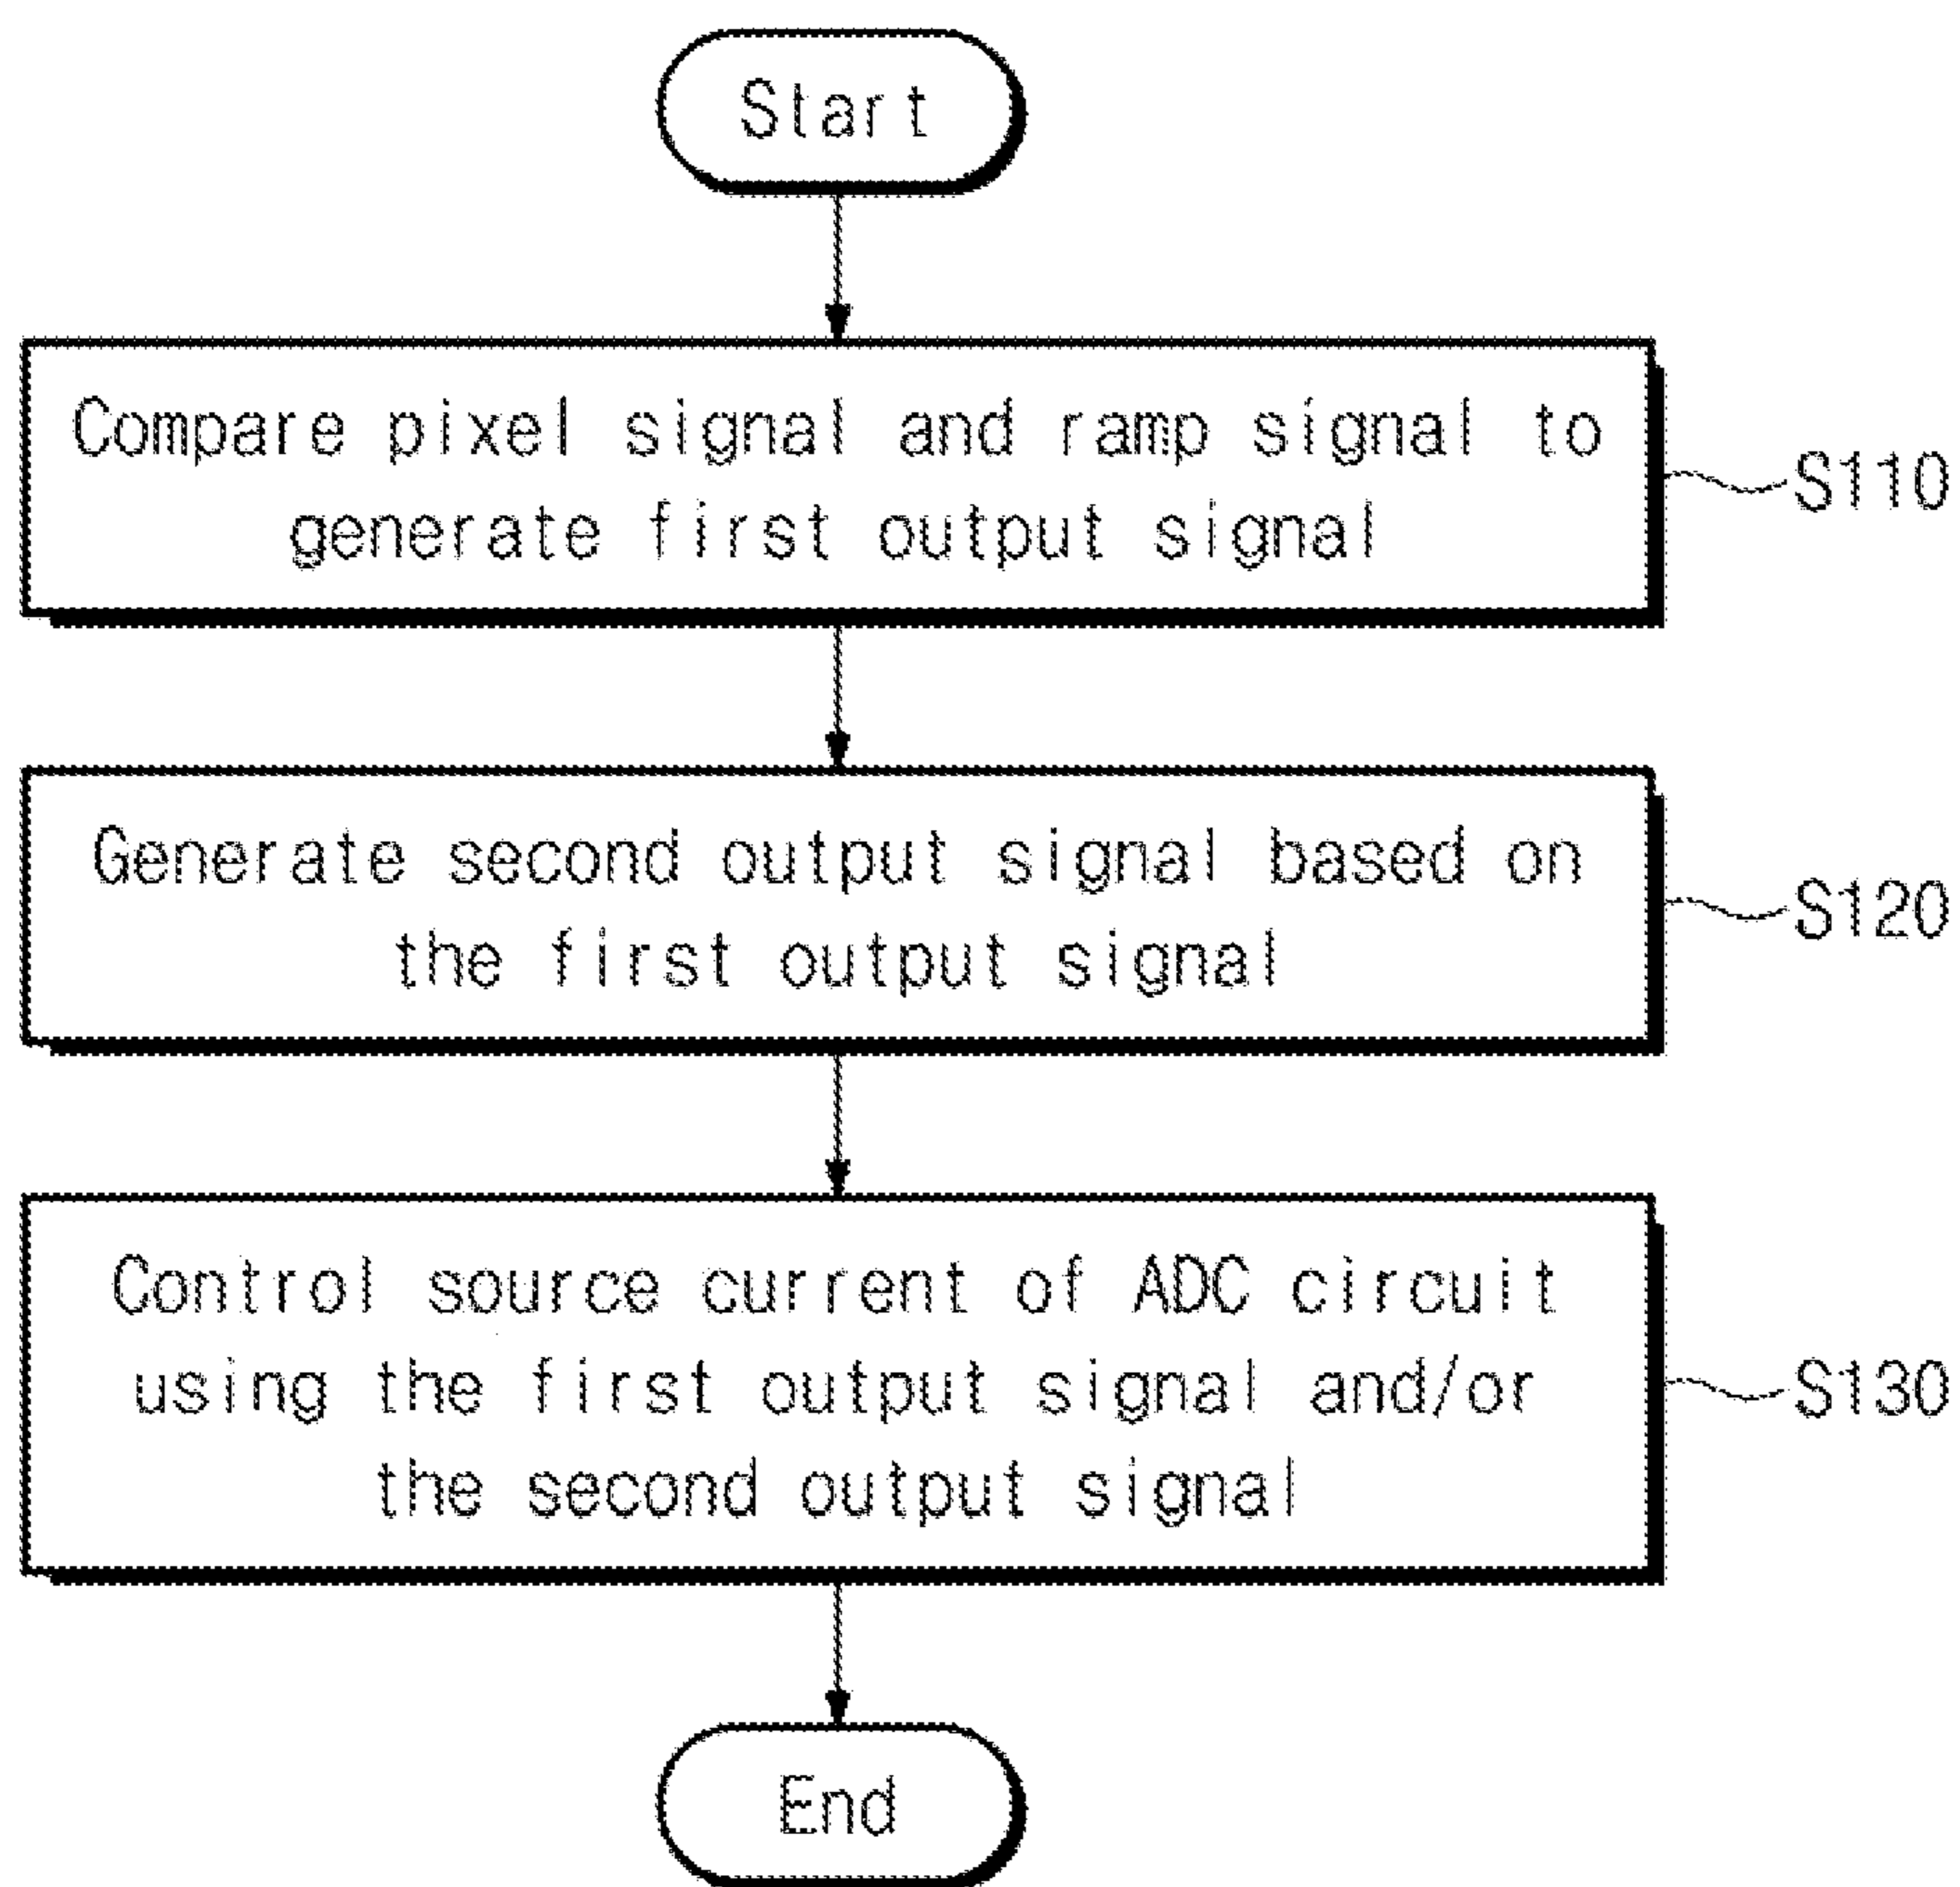 Start
Compare pixel signal and ramp signal to
generate first output signal
S110
Generate second output signal based on
the first output signal
S120
Control source current of ADC circuit
using the first output signal and/or
the second output signal
S130
End